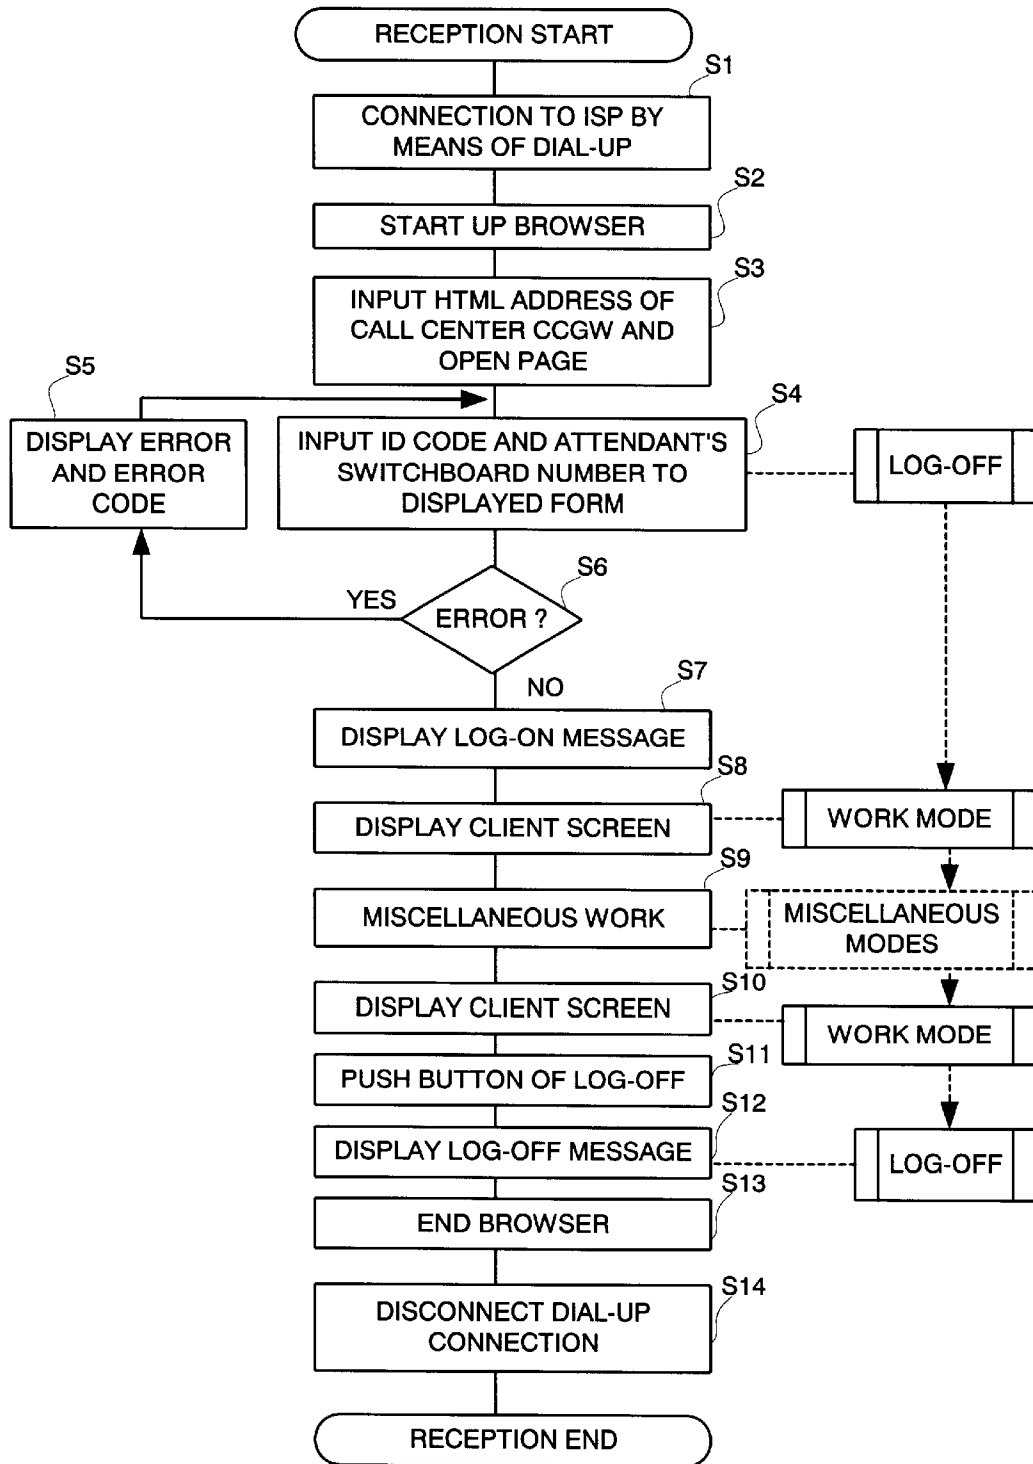 RECEPTION START
S1
CONNECTION TO ISP BY
MEANS OF DIAL-UP
S2
START UP BROWSER
S3
INPUT HTML ADDRESS OF
CALL CENTER CCGW AND
OPEN PAGE
S5
DISPLAY ERROR
AND ERROR
CODE
S4
INPUT ID CODE AND ATTENDANT'S
SWITCHBOARD NUMBER TO
DISPLAYED FORM
LOG-OFF
S6
YES
ERROR ?
NO
S7
DISPLAY LOG-ON MESSAGE
S8
DISPLAY CLIENT SCREEN
WORK MODE
S9
MISCELLANEOUS WORK
MISCELLANEOUS
MODES
S10
DISPLAY CLIENT SCREEN
WORK MODE
S11
PUSH BUTTON OF LOG-OFF
S12
DISPLAY LOG-OFF MESSAGE
LOG-OFF
S13
END BROWSER
S14
DISCONNECT DIAL-UP
CONNECTION
RECEPTION END